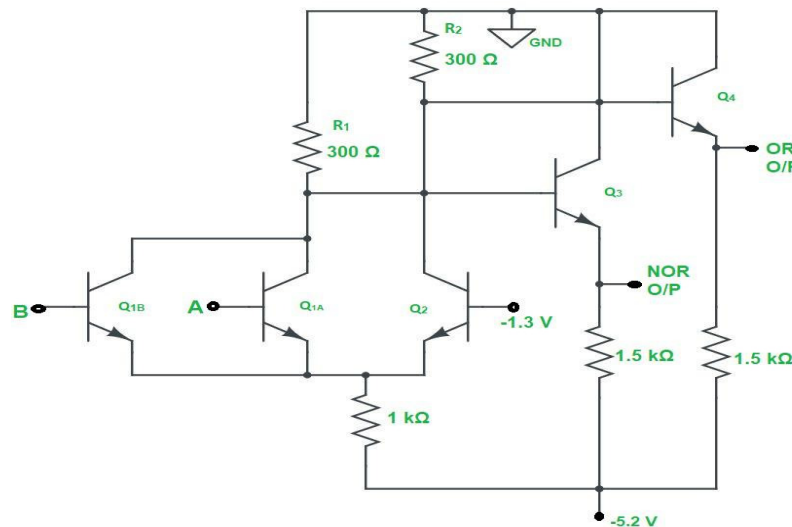 R2
300 Ω
GND
Q4
R1
300 Ω
OR
O/P
Q3
B
Q1B
A
Q1A
Q2
-1.3 V
NOR
O/P
1.5 kΩ
1.5 kΩ
1 kΩ
-5.2 V